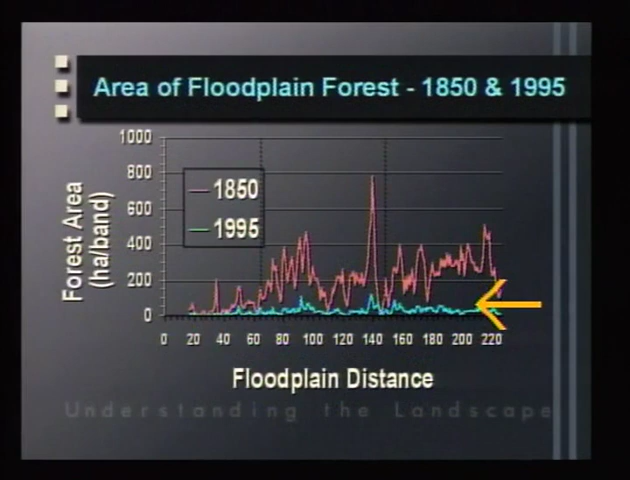 Area of Floodplain Forest - 1850 & 1995
1000
800
600
400
200
0
Forest Area
(ha/band)
1850
1995
0 20 40 60 80 100 120 140 160 180 200 220
Floodplain Distance
Understanding the Landscape